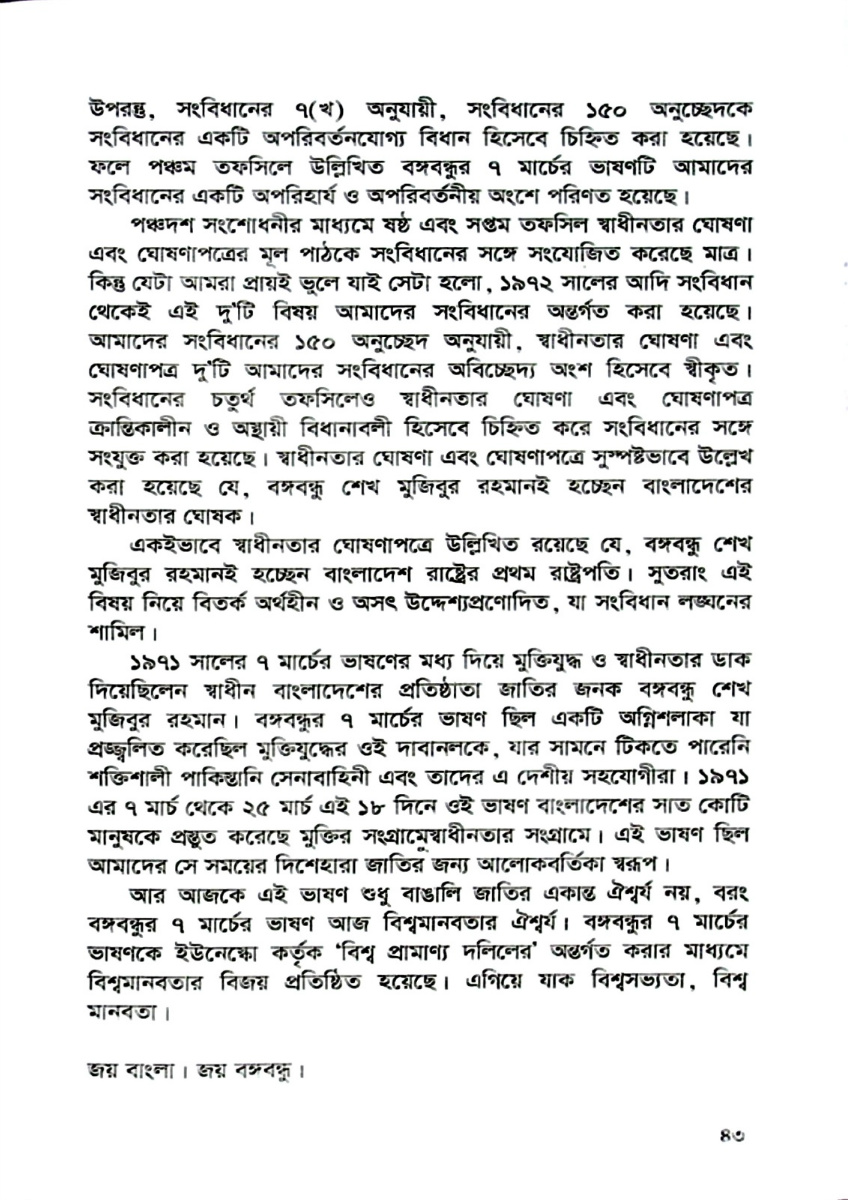 উপরন্তু, সংবিধানের ৭(খ) অনুযায়ী, সংবিধানের ১৫০ অনুচ্ছেদকে
সংবিধানের একটি অপরিবর্তনযোগ্য বিধান হিসেবে চিহ্নিত করা হয়েছে।
ফলে পঞ্চম তফসিলে উল্লিখিত বঙ্গবন্ধুর ৭ মার্চের ভাষণটি আমাদের
সংবিধানের একটি অপরিহার্য ও অপরিবর্তনীয় অংশে পরিণত হয়েছে।
পঞ্চদশ সংশোধনীর মাধ্যমে ষষ্ঠ এবং সপ্তম তফসিল স্বাধীনতার ঘোষণা
এবং ঘোষণাপত্রের মূল পাঠকে সংবিধানের সঙ্গে সংযোজিত করেছে মাত্র।
কিন্তু যেটা আমরা প্রায়ই ভুলে যাই সেটা হলো, ১৯৭২ সালের আদি সংবিধান
থেকেই এই দু'টি বিষয় আমাদের সংবিধানের অন্তর্গত করা হয়েছে।
আমাদের সংবিধানের ১৫০ অনুচ্ছেদ অনুযায়ী, স্বাধীনতার ঘোষণা এবং
ঘোষণাপত্র দু'টি আমাদের সংবিধানের অবিচ্ছেদ্য অংশ হিসেবে স্বীকৃত।
সংবিধানের চতুর্থ তফসিলেও স্বাধীনতার ঘোষণা এবং ঘোষণাপত্র
ক্রান্তিকালীন ও অস্থায়ী বিধানাবলী হিসেবে চিহ্নিত করে সংবিধানের সঙ্গে
সংযুক্ত করা হয়েছে। স্বাধীনতার ঘোষণা এবং ঘোষণাপত্রে সুস্পষ্টভাবে উল্লেখ
করা হয়েছে যে, বঙ্গবন্ধু শেখ মুজিবুর রহমানই হচ্ছেন বাংলাদেশের
স্বাধীনতার ঘোষক।
একইভাবে স্বাধীনতার ঘোষণাপত্রে উল্লিখিত রয়েছে যে, বঙ্গবন্ধু শেখ
মুজিবুর রহমানই হচ্ছেন বাংলাদেশ রাষ্ট্রের প্রথম রাষ্ট্রপতি। সুতরাং এই
বিষয় নিয়ে বিতর্ক অর্থহীন ও অসৎ উদ্দেশ্যপ্রণোদিত, যা সংবিধান লঙ্ঘনের
শামিল।
১৯৭১ সালের ৭ মার্চের ভাষণের মধ্য দিয়ে মুক্তিযুদ্ধ ও স্বাধীনতার ডাক
দিয়েছিলেন স্বাধীন বাংলাদেশের প্রতিষ্ঠাতা জাতির জনক বঙ্গবন্ধু শেখ
মুজিবুর রহমান। বঙ্গবন্ধুর ৭ মার্চের ভাষণ ছিল একটি অগ্নিশলাকা যা
প্রজ্জ্বলিত করেছিল মুক্তিযুদ্ধের ওই দাবানলকে, যার সামনে টিকতে পারেনি
শক্তিশালী পাকিস্তানি সেনাবাহিনী এবং তাদের এ দেশীয় সহযোগীরা। ১৯৭১
এর ৭ মার্চ থেকে ২৫ মার্চ এই ১৮ দিনে ওই ভাষণ বাংলাদেশের সাত কোটি
মানুষকে প্রস্তুত করেছে মুক্তির সংগ্রামেস্বাধীনতার সংগ্রামে। এই ভাষণ ছিল
আমাদের সে সময়ের দিশেহারা জাতির জন্য আলোকবর্তিকা স্বরূপ।
আর আজকে এই ভাষণ শুধু বাঙালি জাতির একান্ত ঐশ্বর্য নয়, বরং
বঙ্গবন্ধুর ৭ মার্চের ভাষণ আজ বিশ্বমানবতার ঐশ্বর্য। বঙ্গবন্ধুর ৭ মার্চের
ভাষণকে ইউনেস্কো কর্তৃক 'বিশ্ব প্রামাণ্য দলিলের' অন্তর্গত করার মাধ্যমে
বিশ্বমানবতার বিজয় প্রতিষ্ঠিত হয়েছে। এগিয়ে যাক বিশ্বসভ্যতা, বিশ্ব
মানবতা।
জয় বাংলা। জয় বঙ্গবন্ধু।
৪৩